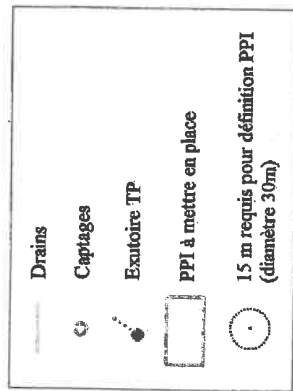 Drains
Captages
Exutoire TP
PPI à mettre en place
15 m requis pour définition PPI
(diamètre 30m)